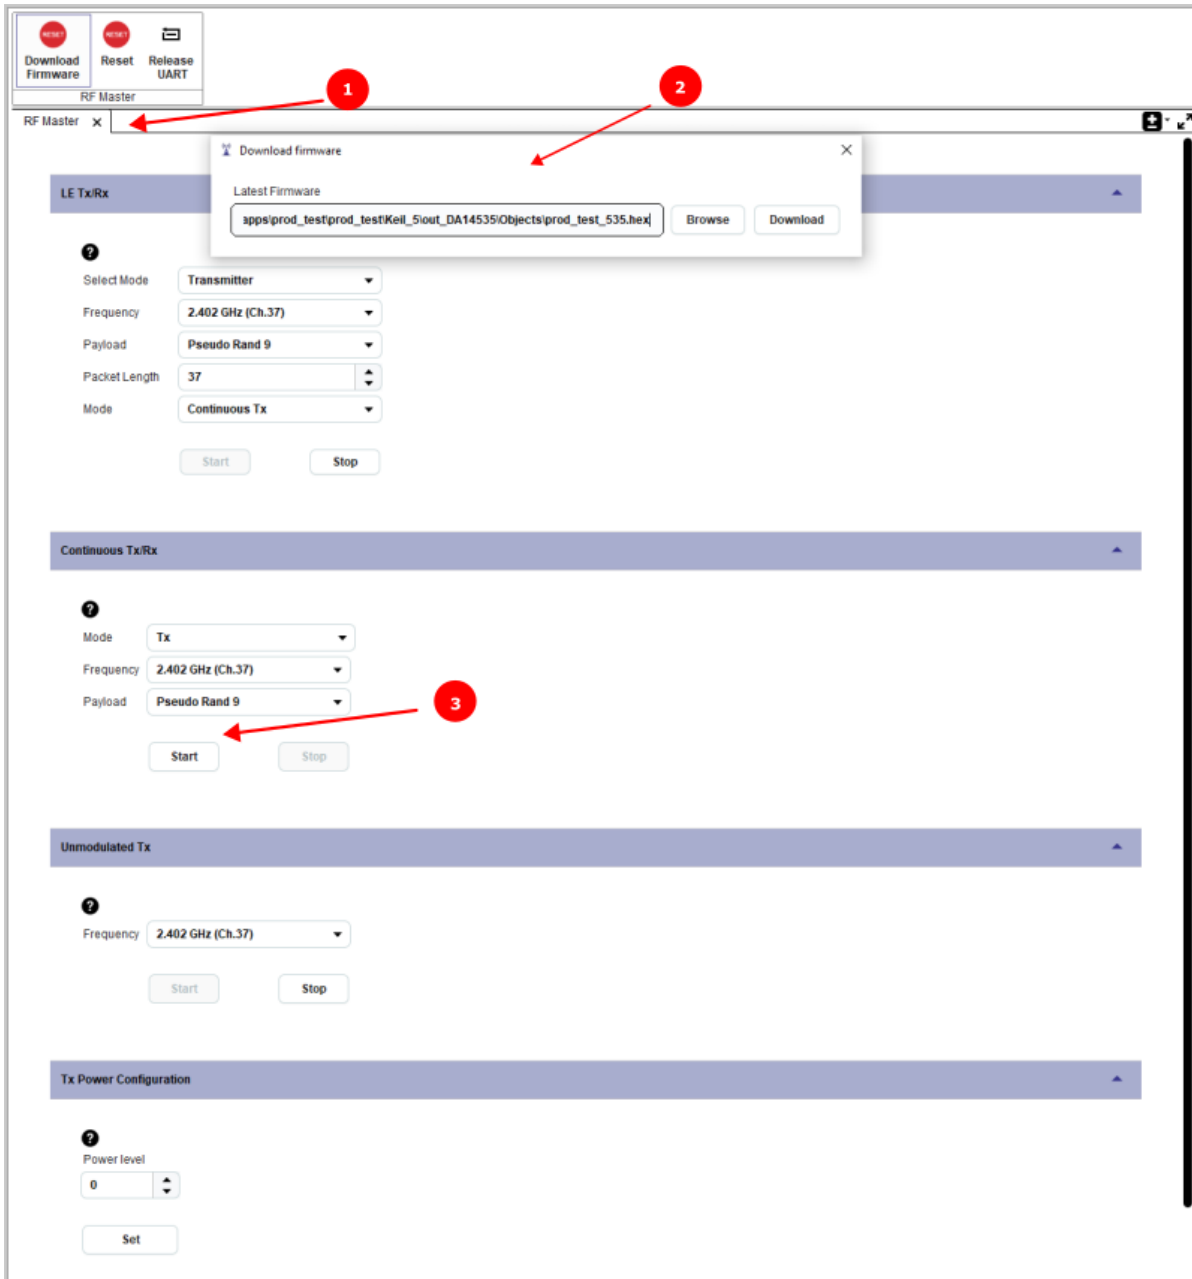 RESET
RESET
Download Firmware
Reset
Release UART
RF Master
1
2
RF Master
Download firmware
Latest Firmware
apps\prod_test\prod_test\Keil_5\out_DA14535\Objects\prod_test_535.hex
Browse
Download
LE Tx/Rx
?
Select Mode Transmitter
Frequency 2.402 GHz (Ch.37)
Payload Pseudo Rand 9
Packet Length 37
Mode Continuous Tx
Start Stop
Continuous Tx/Rx
?
Mode Tx
Frequency 2.402 GHz (Ch.37)
Payload Pseudo Rand 9
3
Start Stop
Unmodulated Tx
?
Frequency 2.402 GHz (Ch.37)
Start Stop
Tx Power Configuration
?
Power level
0
Set